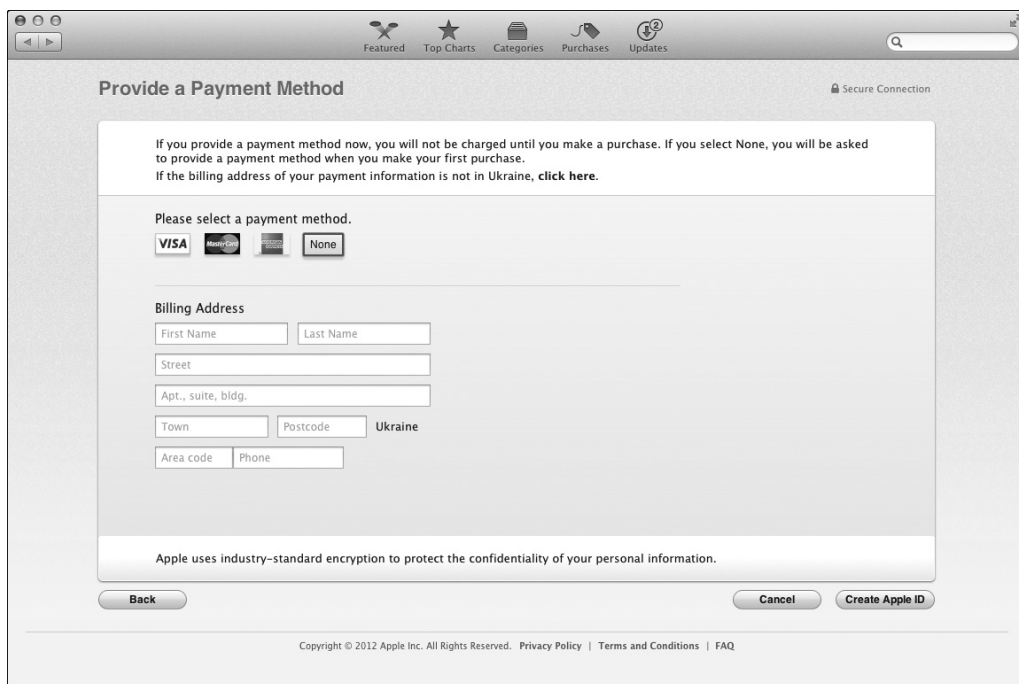 Featured Top Charts Categories Purchases Updates 2
Provide a Payment Method
Secure Connection
If you provide a payment method now, you will not be charged until you make a purchase. If you select None, you will be asked
to provide a payment method when you make your first purchase.
If the billing address of your payment information is not in Ukraine, click here.
Please select a payment method.
VISA MasterCard None
Billing Address
First Name Last Name
Street
Apt., suite, bldg.
Town Postcode Ukraine
Area code Phone
Apple uses industry-standard encryption to protect the confidentiality of your personal information.
Back Cancel Create Apple ID
Copyright © 2012 Apple Inc. All Rights Reserved. Privacy Policy | Terms and Conditions | FAQ